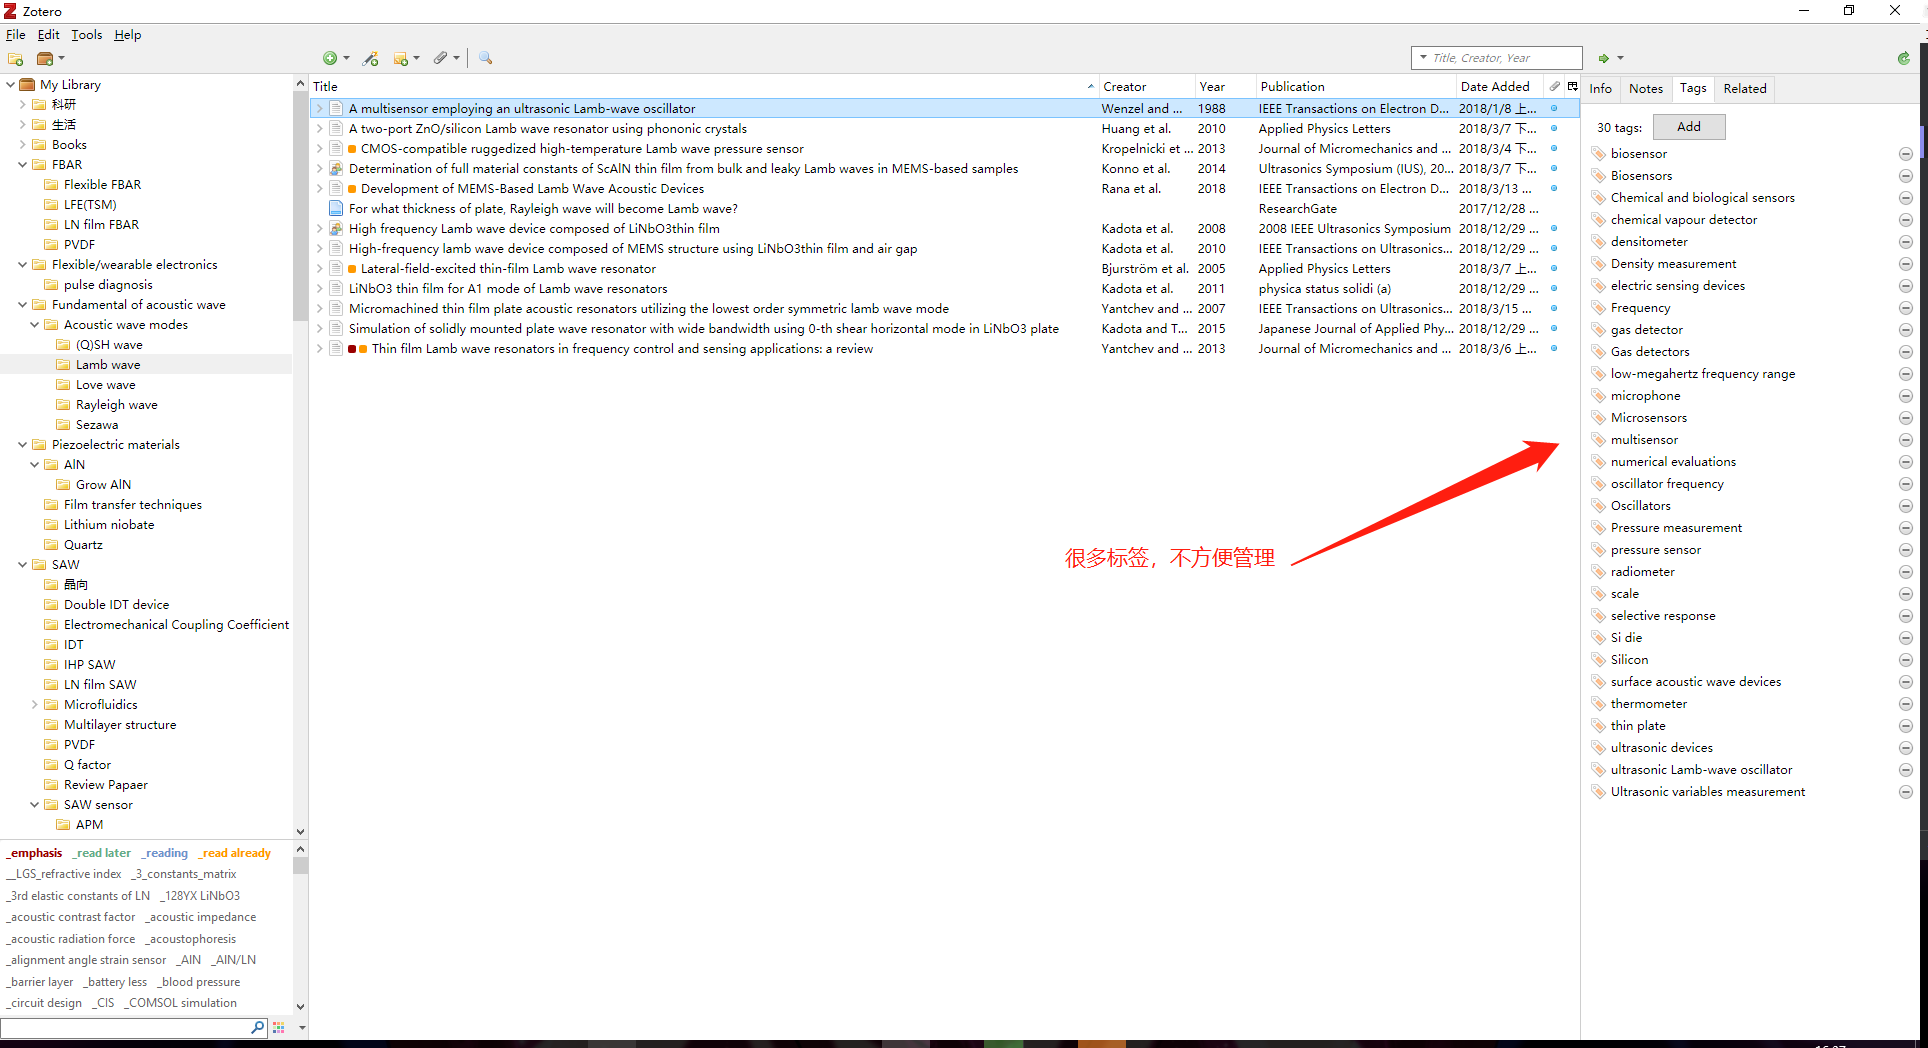 Zotero
File Edit Tools Help
Title, Creator, Year
My Library
科研
生活
Books
FBAR
Flexible FBAR
LFE(TSM)
LN film FBAR
PVDF
Flexible/wearable electronics
pulse diagnosis
Fundamental of acoustic wave
Acoustic wave modes
(Q)SH wave
Lamb wave
Love wave
Rayleigh wave
Sezawa
Piezoelectric materials
AlN
Grow AlN
Film transfer techniques
Lithium niobate
Quartz
SAW
晶向
Double IDT device
Electromechanical Coupling Coefficient
IDT
IHP SAW
LN film SAW
Microfluidics
Multilayer structure
PVDF
Q factor
Review Papaer
SAW sensor
APM
_emphasis _read later _reading _read already
__LGS_refractive index _3_constants_matrix
_3rd elastic constants of LN _128YX LiNbO3
_acoustic contrast factor _acoustic impedance
_acoustic radiation force _acoustophoresis
_alignment angle strain sensor _AlN _AlN/LN
_barrier layer _battery less _blood pressure
_circuit design _CIS _COMSOL simulation
Title Creator Year Publication Date Added
A multisensor employing an ultrasonic Lamb-wave oscillator Wenzel and ... 1988 IEEE Transactions on Electron D... 2018/1/8 上...
A two-port ZnO/silicon Lamb wave resonator using phononic crystals Huang et al. 2010 Applied Physics Letters 2018/3/7 下...
CMOS-compatible ruggedized high-temperature Lamb wave pressure sensor Kropelnicki et ... 2013 Journal of Micromechanics and ... 2018/3/4 下...
Determination of full material constants of ScAlN thin film from bulk and leaky Lamb waves in MEMS-based samples Konno et al. 2014 Ultrasonics Symposium (IUS), 20... 2018/3/7 下...
Development of MEMS-Based Lamb Wave Acoustic Devices Rana et al. 2018 IEEE Transactions on Electron D... 2018/3/13 ...
For what thickness of plate, Rayleigh wave will become Lamb wave? ResearchGate 2017/12/28 ...
High frequency Lamb wave device composed of LiNbO3thin film Kadota et al. 2008 2008 IEEE Ultrasonics Symposium 2018/12/29 ...
High-frequency lamb wave device composed of MEMS structure using LiNbO3thin film and air gap Kadota et al. 2010 IEEE Transactions on Ultrasonics... 2018/12/29 ...
Lateral-field-excited thin-film Lamb wave resonator Bjurström et al. 2005 Applied Physics Letters 2018/3/7 上...
LiNbO3 thin film for A1 mode of Lamb wave resonators Kadota et al. 2011 physica status solidi (a) 2018/12/29 ...
Micromachined thin film plate acoustic resonators utilizing the lowest order symmetric lamb wave mode Yantchev and ... 2007 IEEE Transactions on Ultrasonics... 2018/3/15 ...
Simulation of solidly mounted plate wave resonator with wide bandwidth using 0-th shear horizontal mode in LiNbO3 plate Kadota and T... 2015 Japanese Journal of Applied Phy... 2018/12/29 ...
Thin film Lamb wave resonators in frequency control and sensing applications: a review Yantchev and ... 2013 Journal of Micromechanics and ... 2018/3/6 上...
很多标签，不方便管理
Info Notes Tags Related
30 tags: Add
biosensor
Biosensors
Chemical and biological sensors
chemical vapour detector
densitometer
Density measurement
electric sensing devices
Frequency
gas detector
Gas detectors
low-megahertz frequency range
microphone
Microsensors
multisensor
numerical evaluations
oscillator frequency
Oscillators
Pressure measurement
pressure sensor
radiometer
scale
selective response
Si die
Silicon
surface acoustic wave devices
thermometer
thin plate
ultrasonic devices
ultrasonic Lamb-wave oscillator
Ultrasonic variables measurement